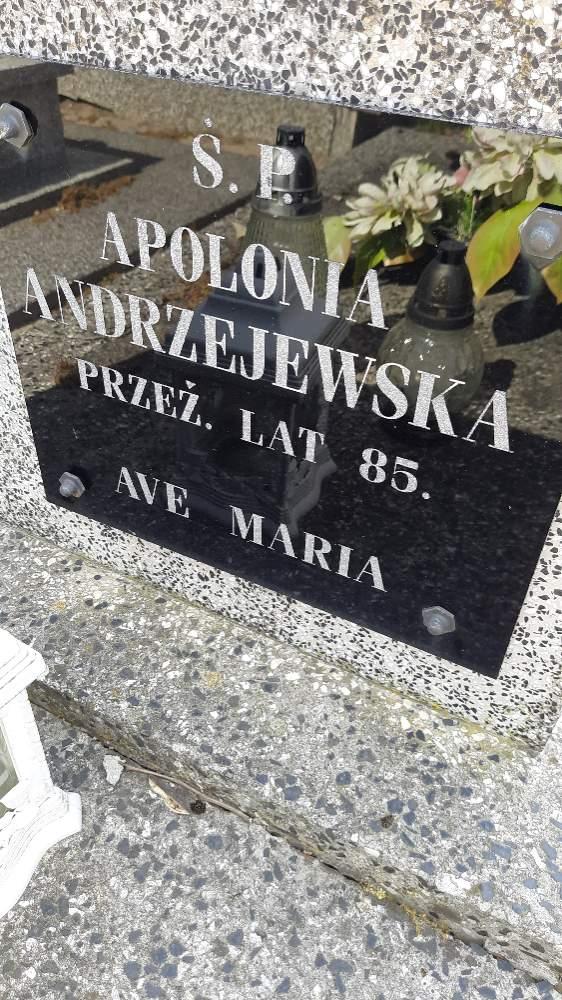 Ś. P.
APOLONIA
ANDRZEJEWSKA
PRZEŻ. LAT 85.
AVE MARIA